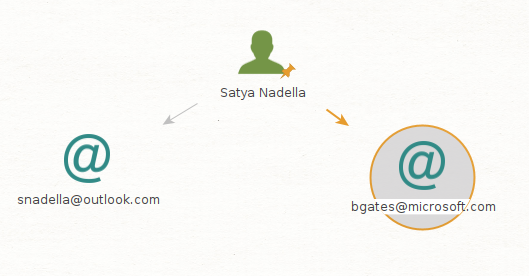 Satya Nadella
@
@
snadella@outlook.com
bgates@microsoft.com